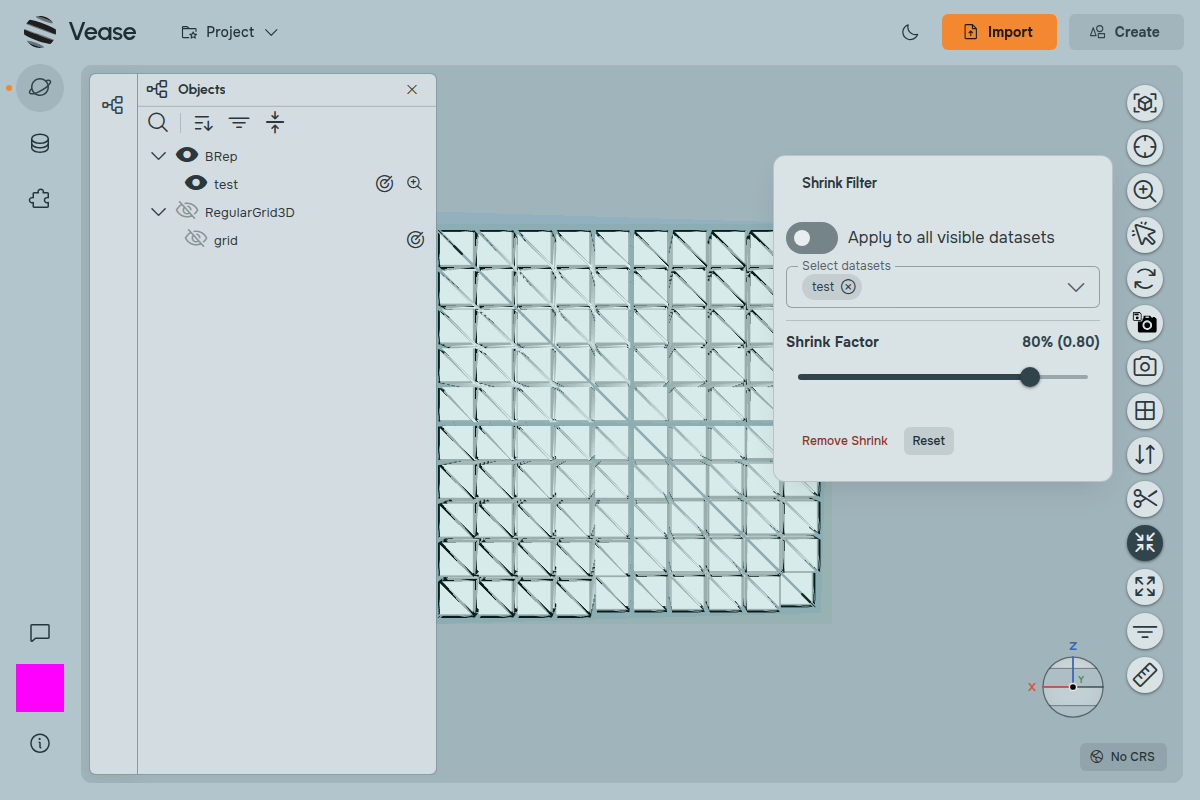 Vease
Project
Import
Create
Objects
BRep
test
RegularGrid3D
grid
Shrink Filter
Apply to all visible datasets
Select datasets
test
Shrink Factor
80% (0.80)
Remove Shrink
Reset
Z
X
Y
No CRS